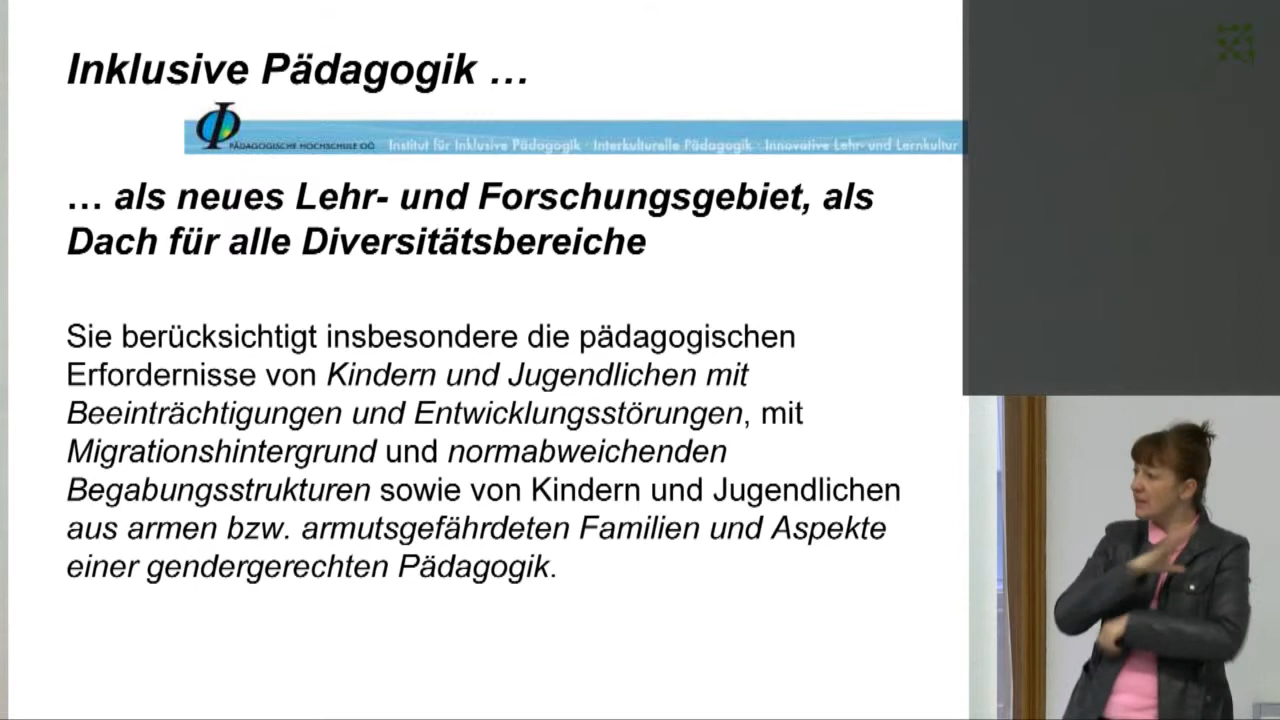 Inklusive Pädagogik …
PÄDAGOGISCHE HOCHSCHULE OÖ Institut für Inklusive Pädagogik · Interkulturelle Pädagogik · Innovative Lehr- und Lernkultur
… als neues Lehr- und Forschungsgebiet, als
Dach für alle Diversitätsbereiche
Sie berücksichtigt insbesondere die pädagogischen
Erfordernisse von Kindern und Jugendlichen mit
Beeinträchtigungen und Entwicklungsstörungen, mit
Migrationshintergrund und normabweichenden
Begabungsstrukturen sowie von Kindern und Jugendlichen
aus armen bzw. armutsgefährdeten Familien und Aspekte
einer gendergerechten Pädagogik.